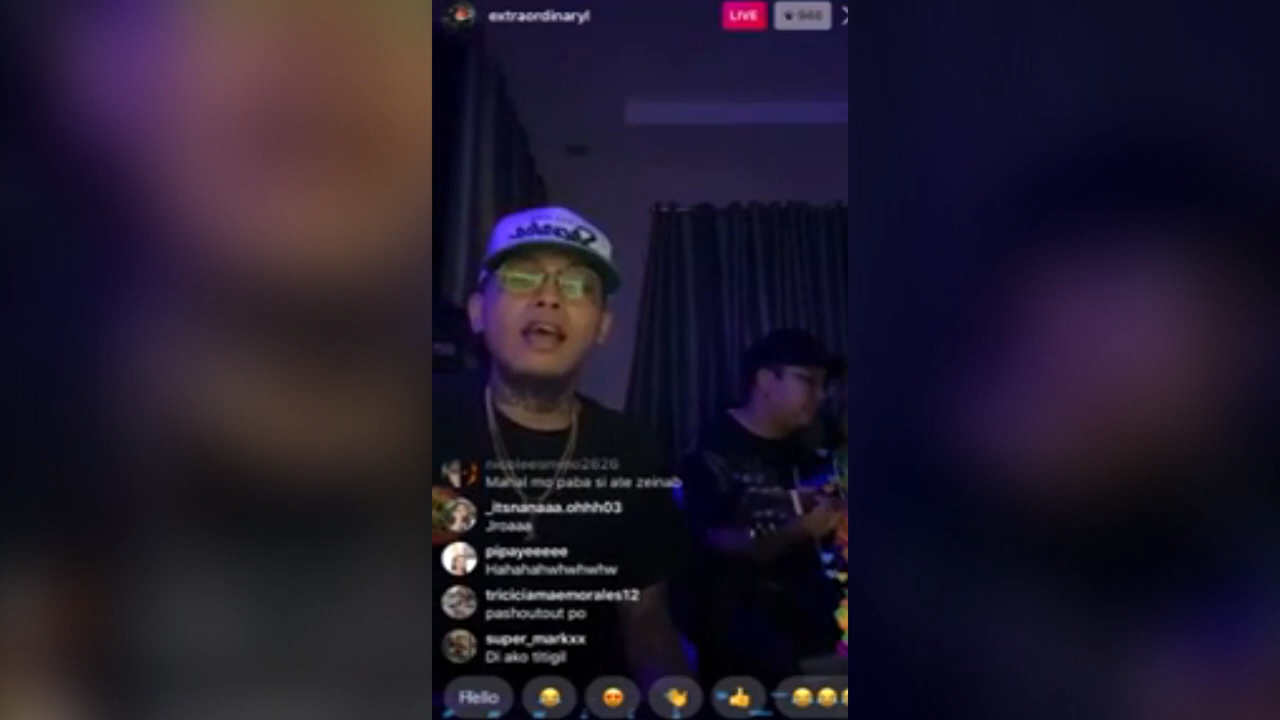 extraordinaryl
LIVE
Mahal mo paba si ate zeinab
_itsnanaaa.ohhh03
Jroaaa
pipayeeeee
Hahahahwhwhwhw
triciciamaemorales12
pashoutout po
super_markxx
Di ako titigil
Hello